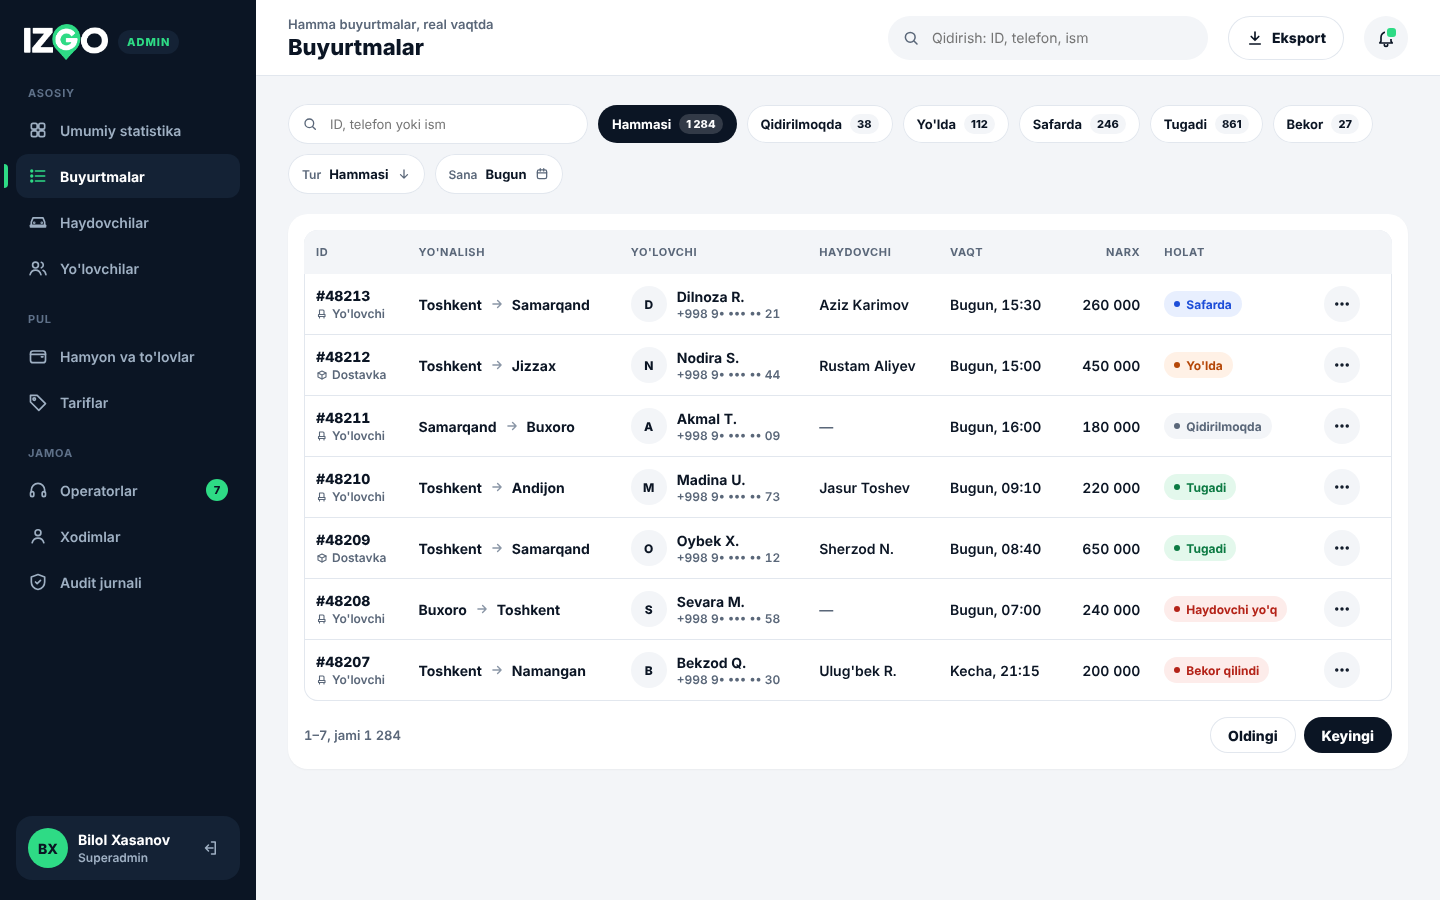 IZGO ADMIN
ASOSIY
Umumiy statistika
Buyurtmalar
Haydovchilar
Yo'lovchilar
PUL
Hamyon va to'lovlar
Tariflar
JAMOA
Operatorlar 7
Xodimlar
Audit jurnali
BX Bilol Xasanov
Superadmin
Hamma buyurtmalar, real vaqtda
Buyurtmalar
Qidirish: ID, telefon, ism
Eksport
ID, telefon yoki ism
Hammasi 1 284
Qidirilmoqda 38
Yo'lda 112
Safarda 246
Tugadi 861
Bekor 27
Tur Hammasi
Sana Bugun
ID YO'NALISH YO'LOVCHI HAYDOVCHI VAQT NARX HOLAT
#48213 Toshkent → Samarqand D Dilnoza R. Aziz Karimov Bugun, 15:30 260 000 Safarda
Yo'lovchi +998 9• ••• •• 21
#48212 Toshkent → Jizzax N Nodira S. Rustam Aliyev Bugun, 15:00 450 000 Yo'lda
Dostavka +998 9• ••• •• 44
#48211 Samarqand → Buxoro A Akmal T. — Bugun, 16:00 180 000 Qidirilmoqda
Yo'lovchi +998 9• ••• •• 09
#48210 Toshkent → Andijon M Madina U. Jasur Toshev Bugun, 09:10 220 000 Tugadi
Yo'lovchi +998 9• ••• •• 73
#48209 Toshkent → Samarqand O Oybek X. Sherzod N. Bugun, 08:40 650 000 Tugadi
Dostavka +998 9• ••• •• 12
#48208 Buxoro → Toshkent S Sevara M. — Bugun, 07:00 240 000 Haydovchi yo'q
Yo'lovchi +998 9• ••• •• 58
#48207 Toshkent → Namangan B Bekzod Q. Ulug'bek R. Kecha, 21:15 200 000 Bekor qilindi
Yo'lovchi +998 9• ••• •• 30
1–7, jami 1 284
Oldingi
Keyingi